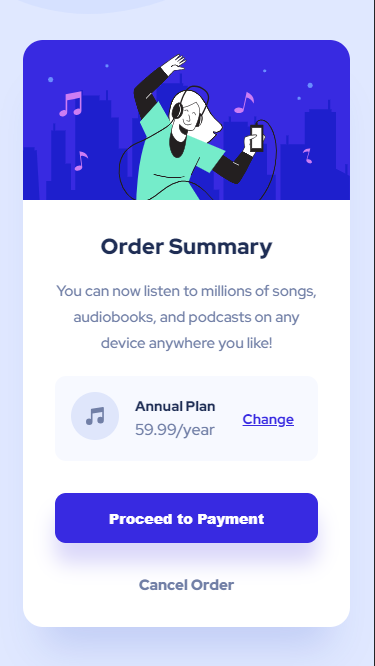 Order Summary
You can now listen to millions of songs,
audiobooks, and podcasts on any
device anywhere you like!
Annual Plan
59.99/year
Change
Proceed to Payment
Cancel Order